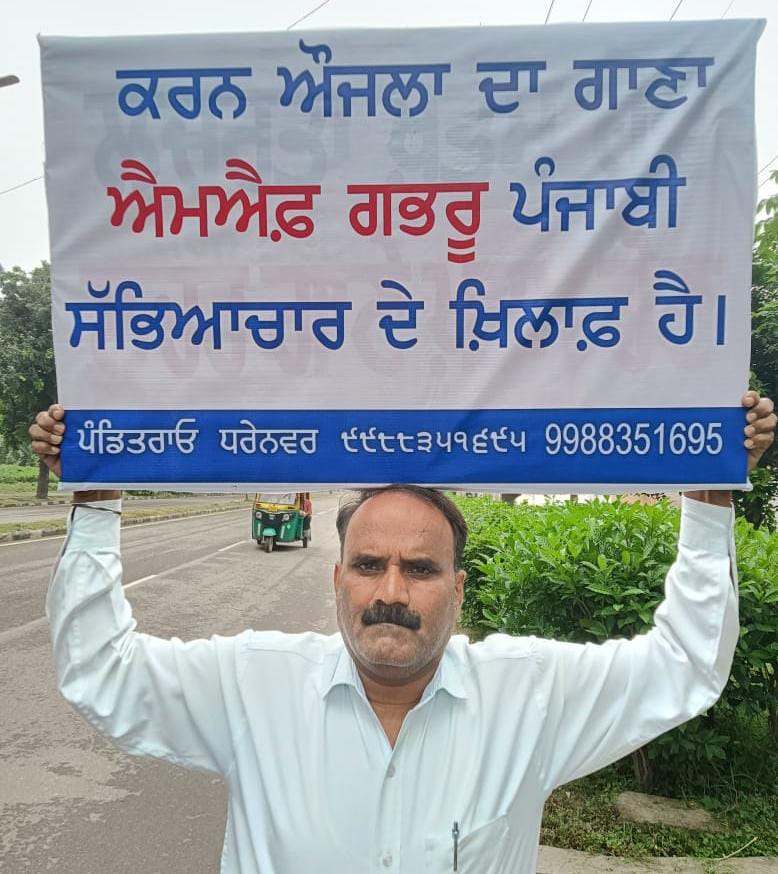 ਕਰਨ ਔਜਲਾ ਦਾ ਗਾਣਾ
ਐਮਐਫ਼ ਗਭਰੂ ਪੰਜਾਬੀ
ਸੱਭਿਆਚਾਰ ਦੇ ਖ਼ਿਲਾਫ਼ ਹੈ।
ਪੰਡਿਤਰਾਓ ਧਰੇਨਵਰ ੯੯੮੮੩੫੧੬੯੫ 9988351695